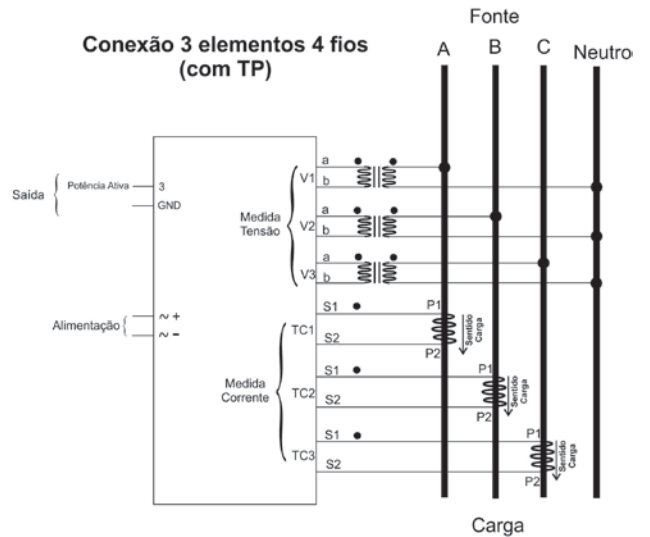 Fonte
Conexão 3 elementos 4 fios
(com TP)
A
B
C
Neutro
Saída
Potência Ativa
3
GND
Alimentação
~ +
~ -
Medida
Tensão
V1
a
b
V2
a
b
V3
a
b
Medida
Corrente
TC1
S1
S2
P1
P2
Sentido
Carga
TC2
S1
S2
P1
P2
Sentido
Carga
TC3
S1
S2
P1
P2
Sentido
Carga
Carga